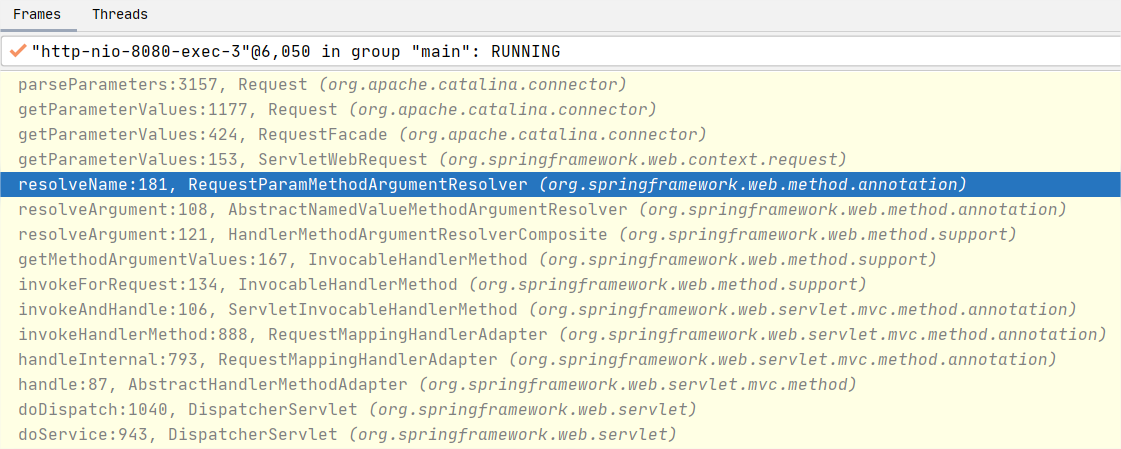 Frames Threads
"http-nio-8080-exec-3"@6,050 in group "main": RUNNING
parseParameters:3157, Request (org.apache.catalina.connector)
getParameterValues:1177, Request (org.apache.catalina.connector)
getParameterValues:424, RequestFacade (org.apache.catalina.connector)
getParameterValues:153, ServletWebRequest (org.springframework.web.context.request)
resolveName:181, RequestParamMethodArgumentResolver (org.springframework.web.method.annotation)
resolveArgument:108, AbstractNamedValueMethodArgumentResolver (org.springframework.web.method.annotation)
resolveArgument:121, HandlerMethodArgumentResolverComposite (org.springframework.web.method.support)
getMethodArgumentValues:167, InvocableHandlerMethod (org.springframework.web.method.support)
invokeForRequest:134, InvocableHandlerMethod (org.springframework.web.method.support)
invokeAndHandle:106, ServletInvocableHandlerMethod (org.springframework.web.servlet.mvc.method.annotation)
invokeHandlerMethod:888, RequestMappingHandlerAdapter (org.springframework.web.servlet.mvc.method.annotation)
handleInternal:793, RequestMappingHandlerAdapter (org.springframework.web.servlet.mvc.method.annotation)
handle:87, AbstractHandlerMethodAdapter (org.springframework.web.servlet.mvc.method)
doDispatch:1040, DispatcherServlet (org.springframework.web.servlet)
doService:943, DispatcherServlet (org.springframework.web.servlet)